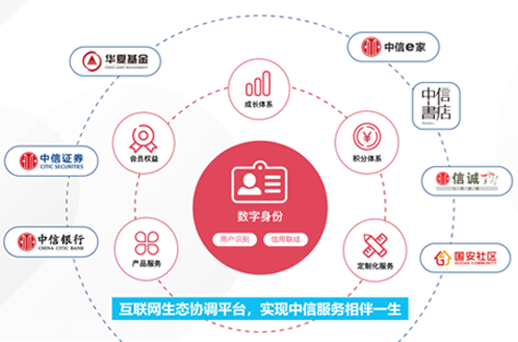 华夏基金
中信e家
中信書店
成长体系
会员权益
积分体系
中信证券
CITIC SECURITIES
信诚
数字身份
用户识别
信用联结
中信银行
CHINA CITIC BANK
产品服务
定制化服务
国安社区
GUOAN COMMUNITY
互联网生态协调平台，实现中信服务相伴一生